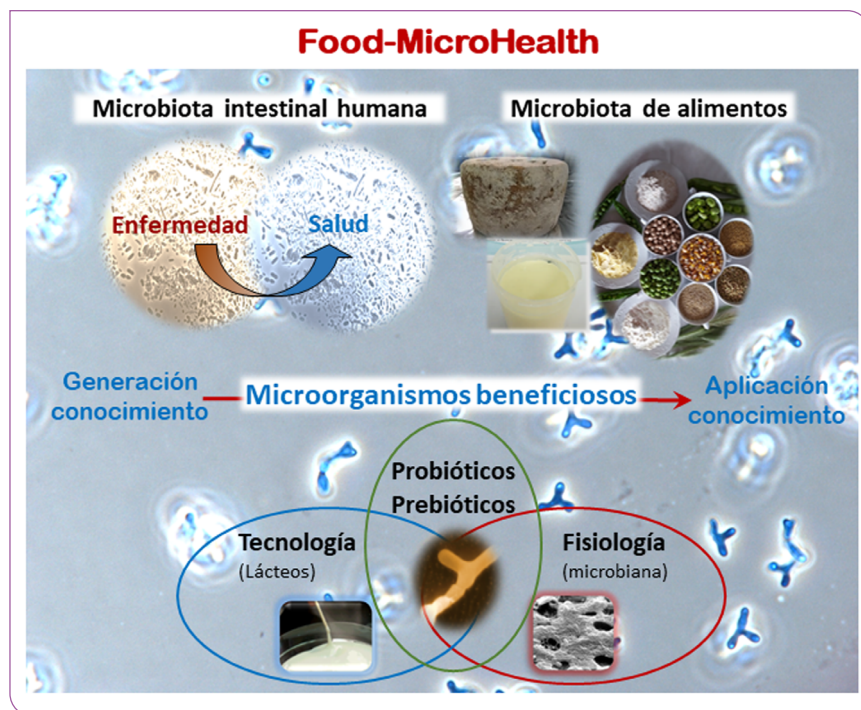 Food-MicroHealth
Microbiota intestinal humana
Microbiota de alimentos
Enfermedad
Salud
Generación
conocimiento
Microorganismos beneficiosos
Aplicación
conocimiento
Probióticos
Prebióticos
Tecnología
(Lácteos)
Fisiología
(microbiana)